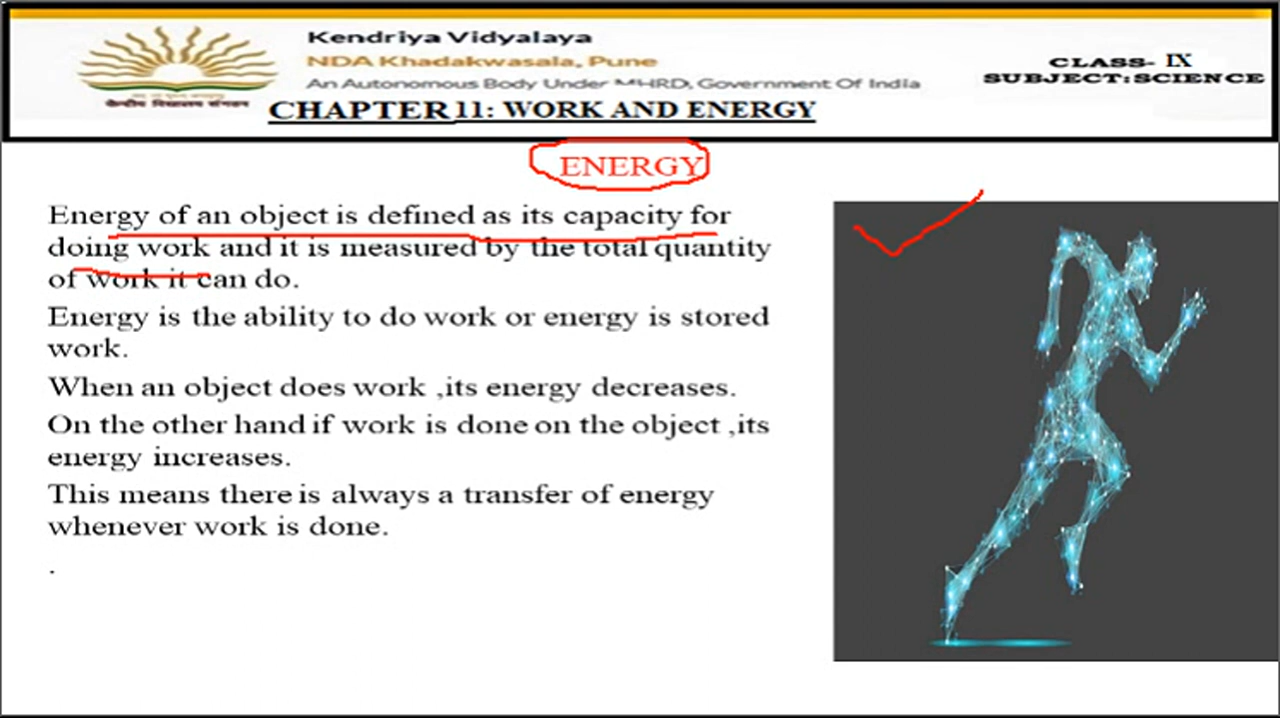 Kendriya Vidyalaya
NDA Khadakwasala, Pune
An Autonomous Body Under MHRD, Government Of India
केन्द्रीय विद्यालय संगठन
CHAPTER 11: WORK AND ENERGY
CLASS- IX
SUBJECT:SCIENCE
ENERGY
Energy of an object is defined as its capacity for
doing work and it is measured by the total quantity
of work it can do.
Energy is the ability to do work or energy is stored
work.
When an object does work ,its energy decreases.
On the other hand if work is done on the object ,its
energy increases.
This means there is always a transfer of energy
whenever work is done.
.